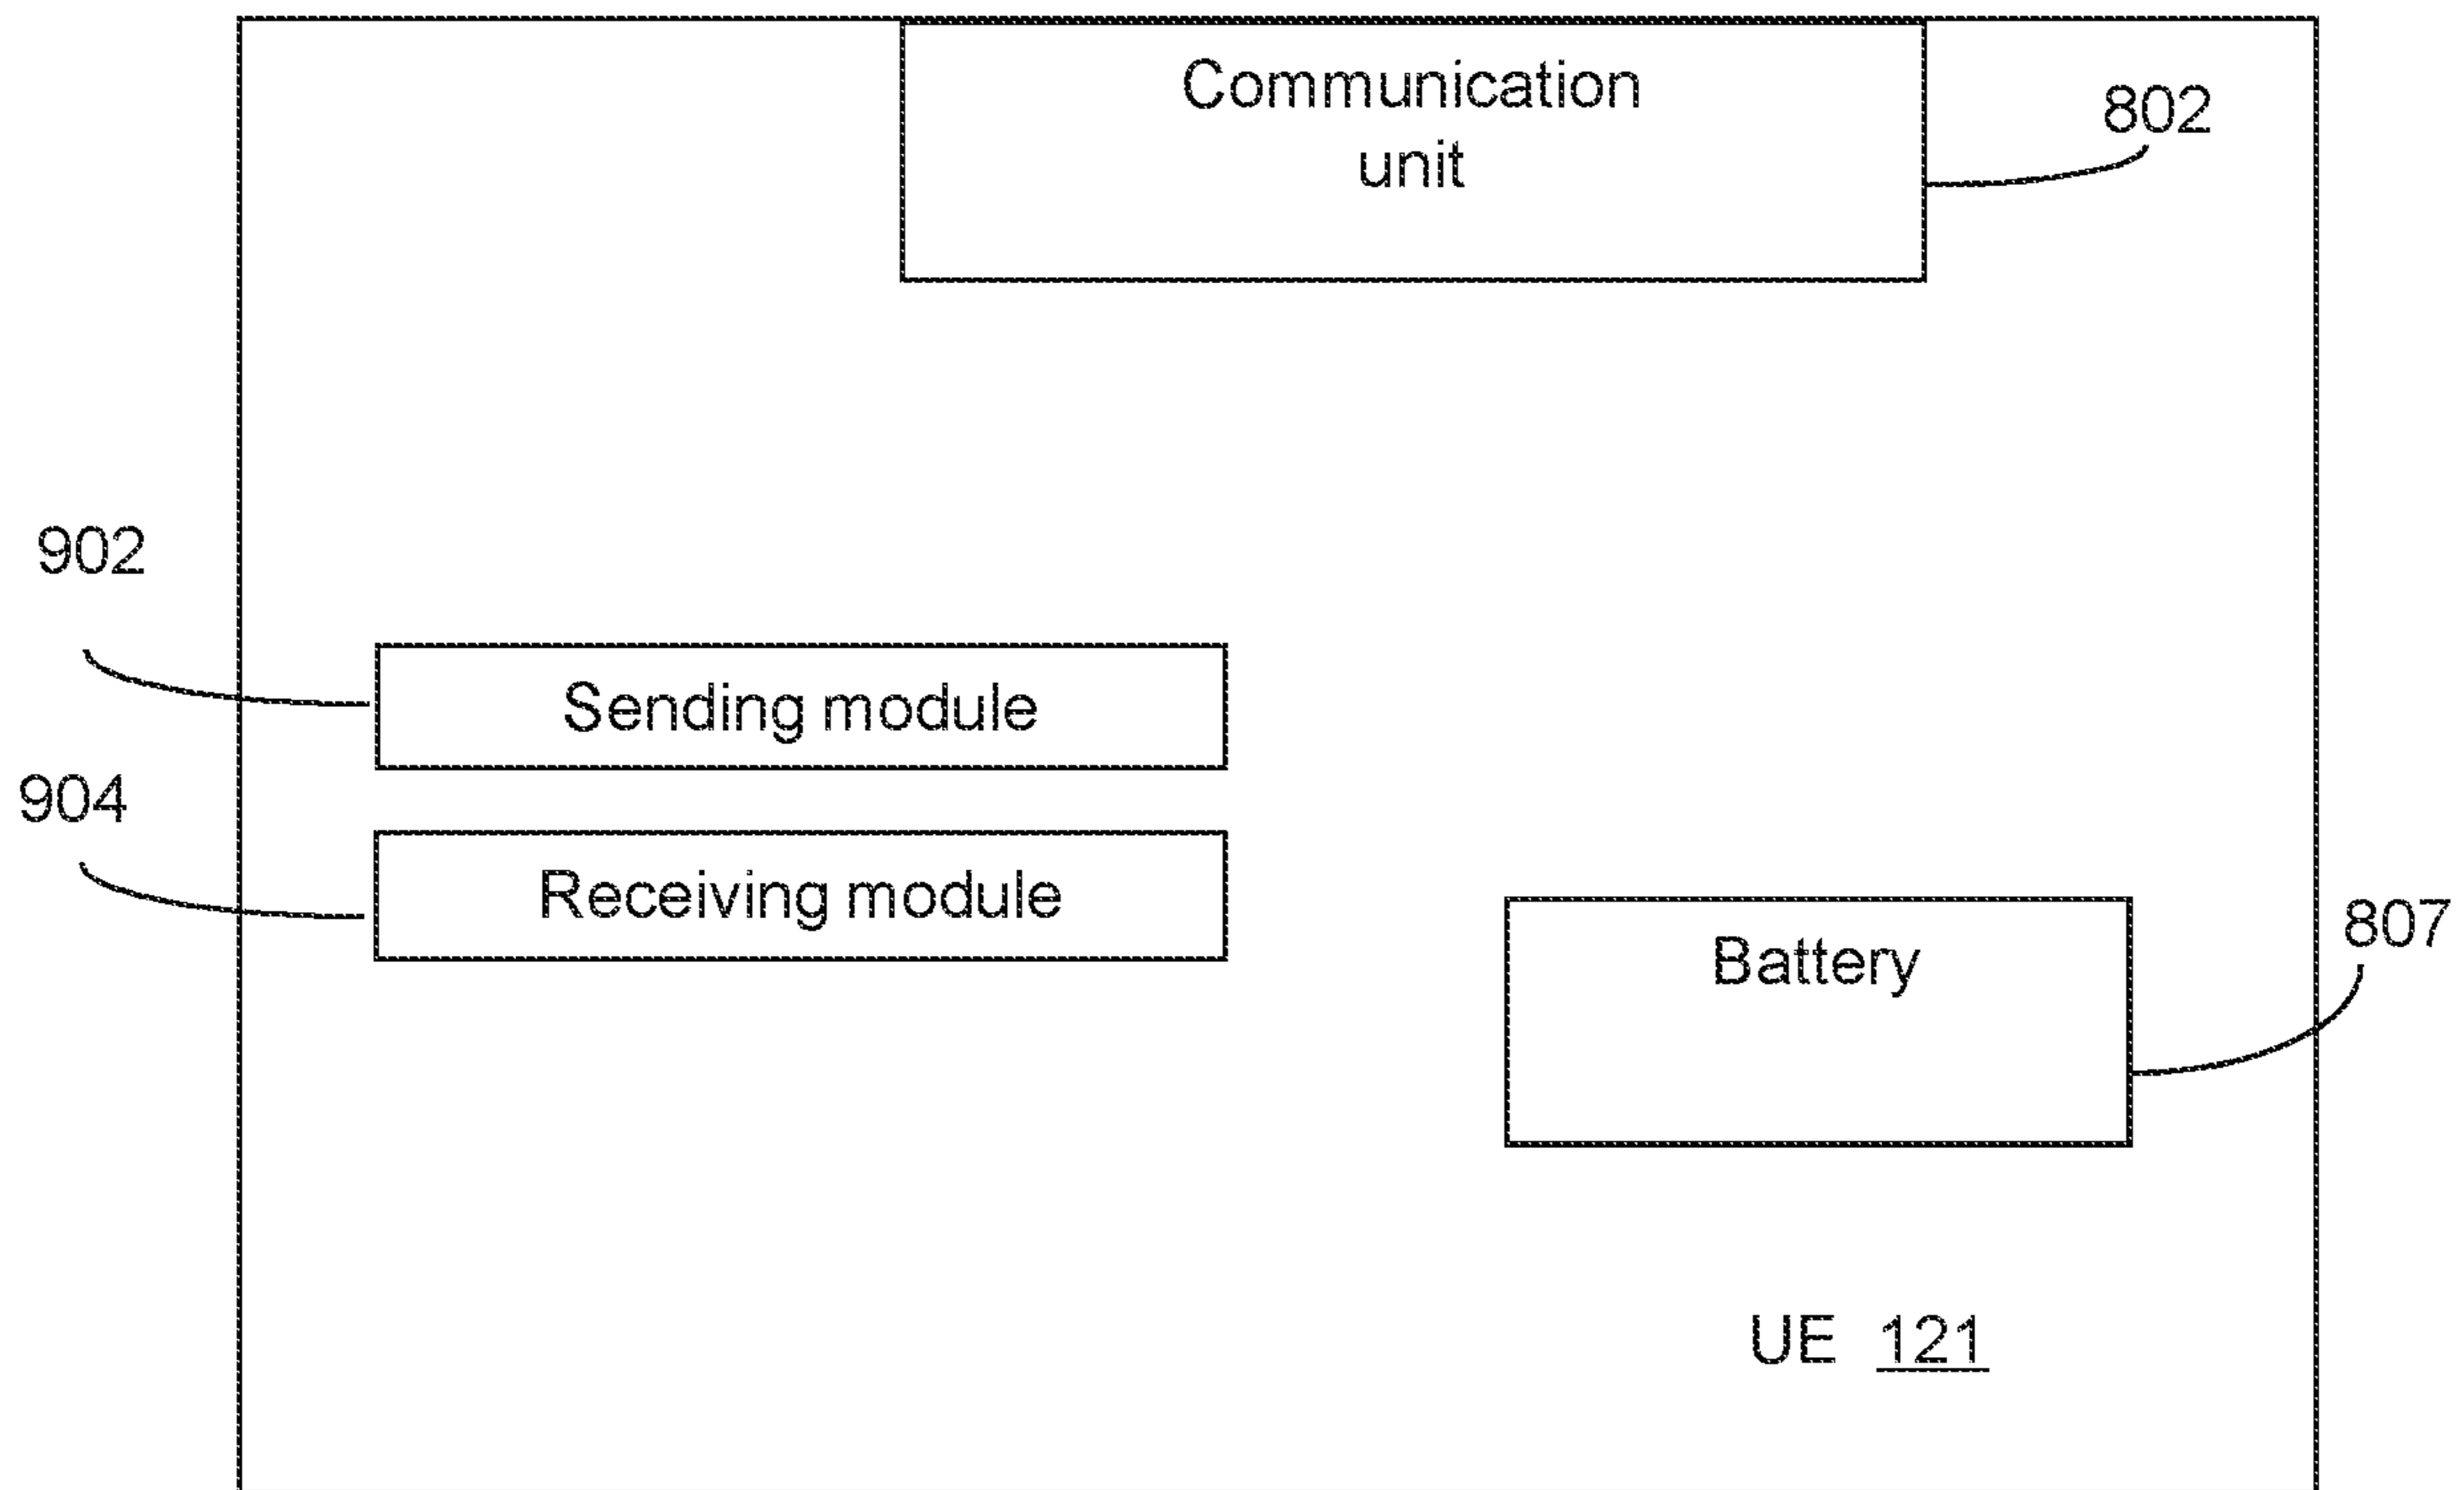 Communication
unit
802
902
Sending module
904
Receiving module
Battery
807
UE 121